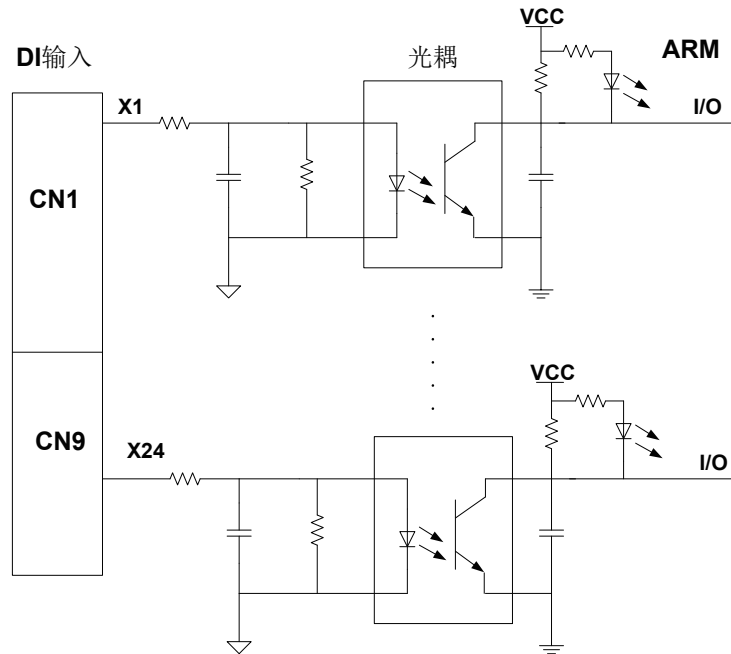 VCC
DI输入
光耦
ARM
X1
I/O
CN1
VCC
CN9
X24
I/O